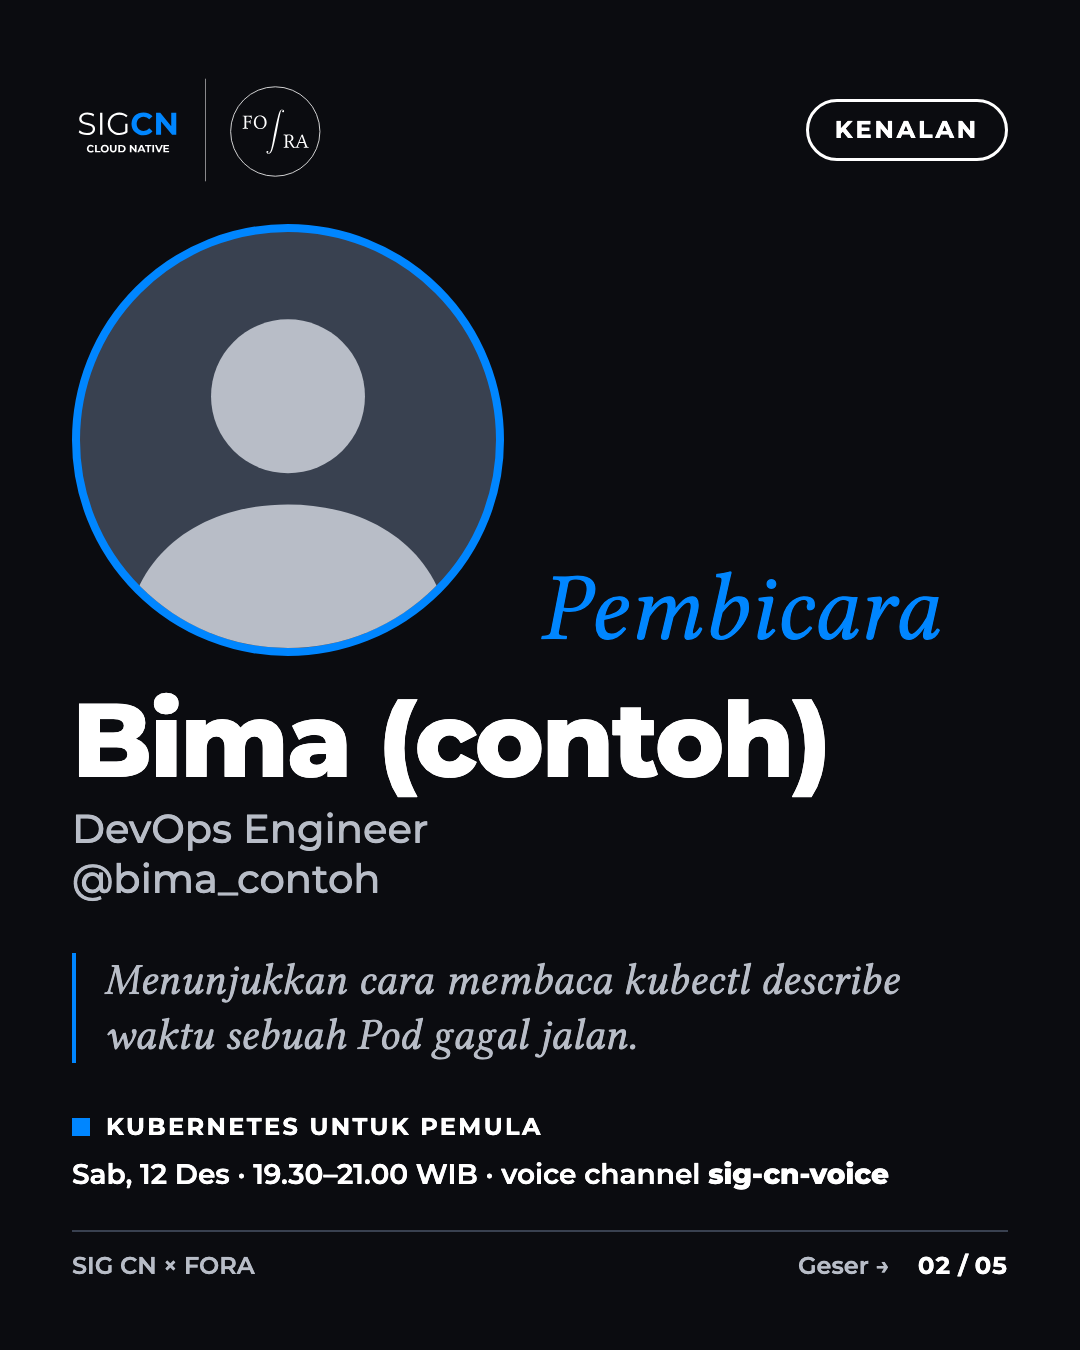 SIGCN
CLOUD NATIVE
FO
RA
KENALAN
Pembicara
Bima (contoh)
DevOps Engineer
@bima_contoh
Menunjukkan cara membaca kubectl describe
waktu sebuah Pod gagal jalan.
KUBERNETES UNTUK PEMULA
Sab, 12 Des · 19.30–21.00 WIB · voice channel sig-cn-voice
SIG CN × FORA
Geser → 02 / 05